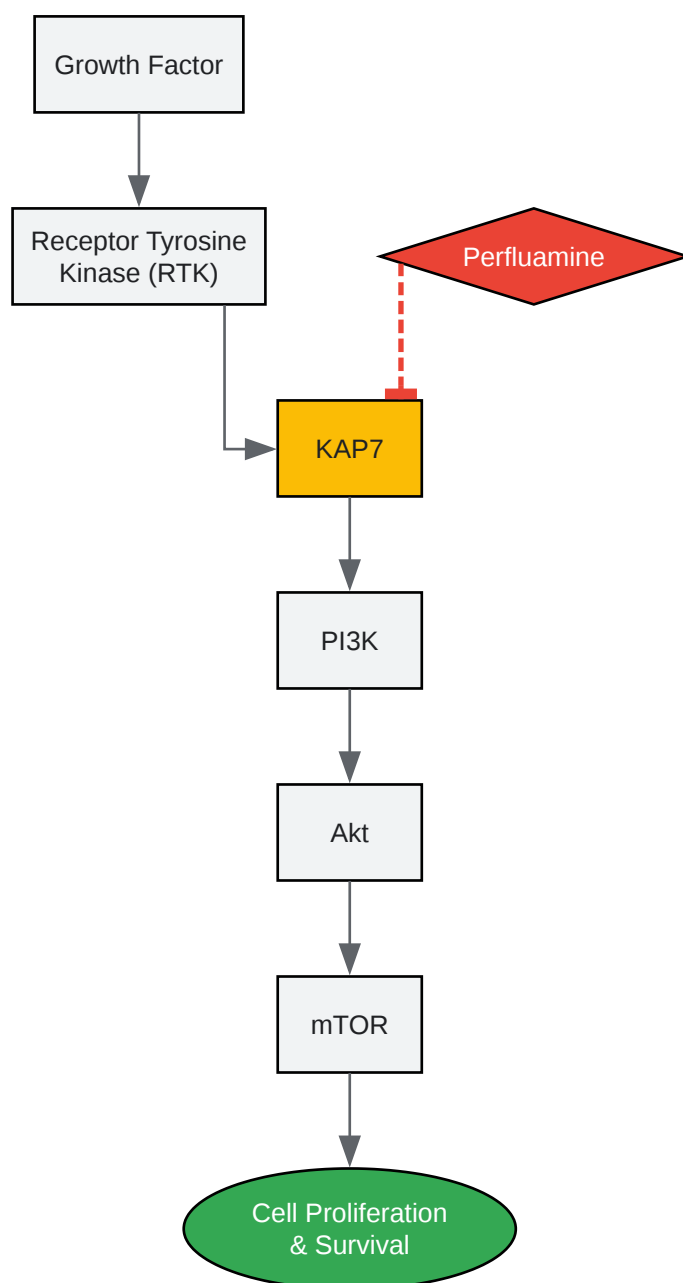 Growth Factor
Receptor Tyrosine
Kinase (RTK)
Perfluamine
KAP7
PI3K
Akt
mTOR
Cell Proliferation
& Survival